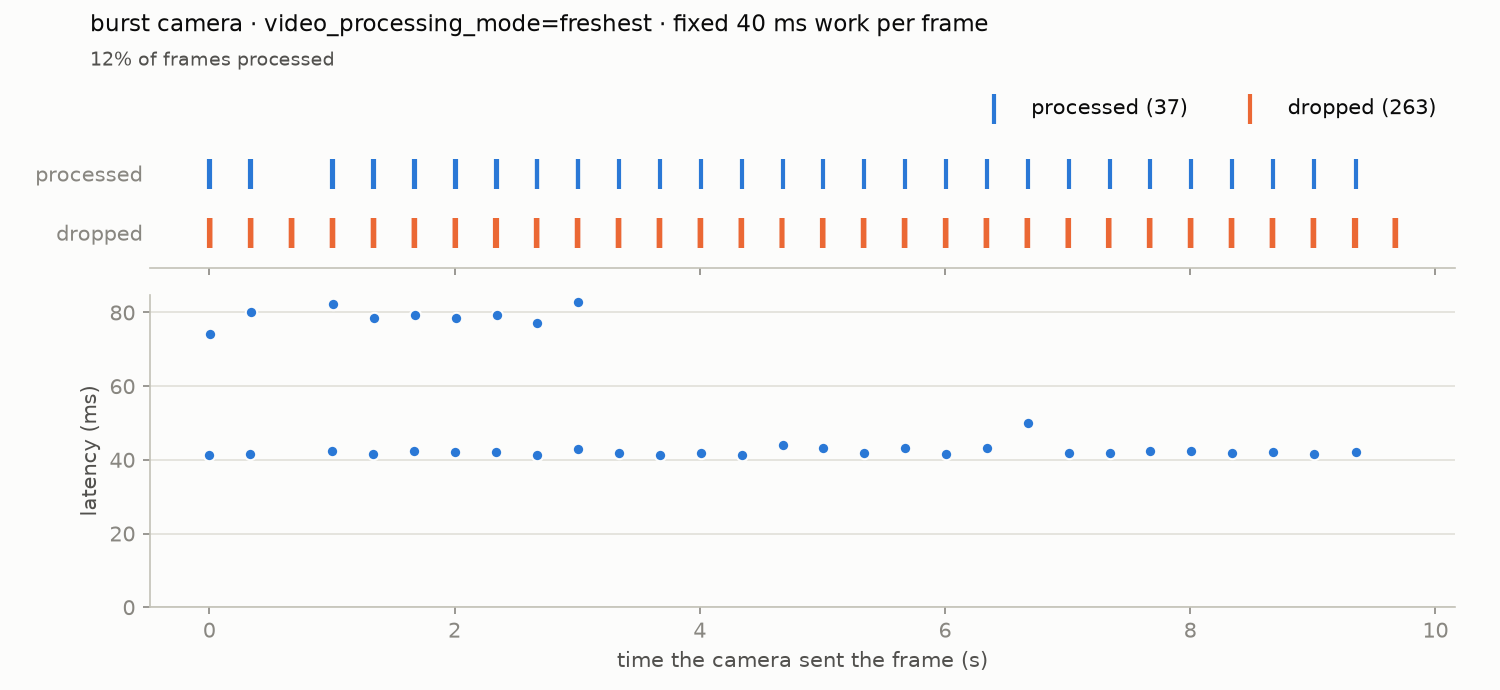 burst camera · video_processing_mode=freshest · fixed 40 ms work per frame
12% of frames processed
processed (37)
dropped (263)
processed
dropped
80
60
40
20
0
latency (ms)
0
2
4
6
8
10
time the camera sent the frame (s)